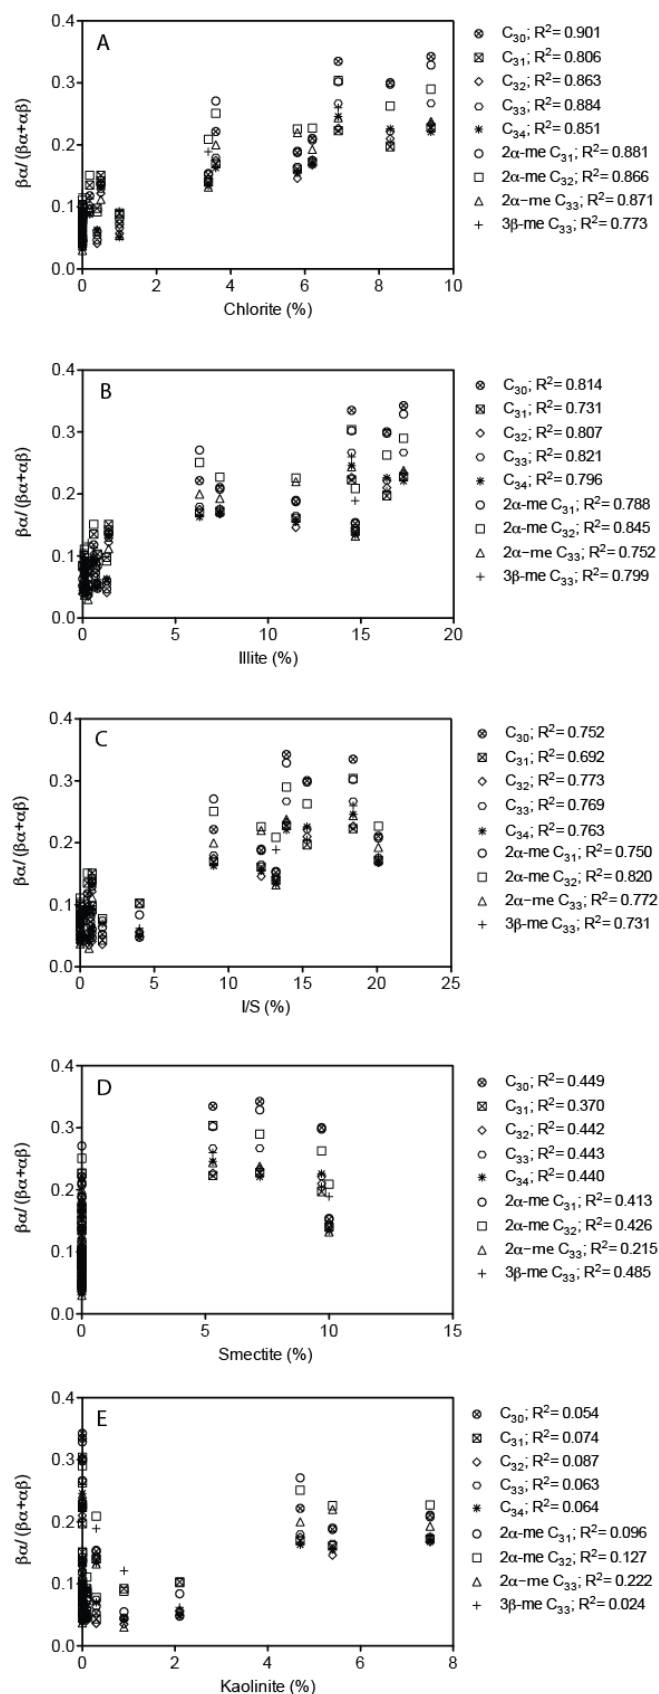 A
0.4
0.3
0.2
0.1
0.0
βα/ (βα+αβ)
0 2 4 6 8 10
Chlorite (%)
C30; R2= 0.901
C31; R2= 0.806
C32; R2= 0.863
C33; R2= 0.884
C34; R2= 0.851
2α-me C31; R2= 0.881
2α-me C32; R2= 0.866
2α-me C33; R2= 0.871
3β-me C33; R2= 0.773
B
0.4
0.3
0.2
0.1
0.0
βα/ (βα+αβ)
0 5 10 15 20
Illite (%)
C30; R2= 0.814
C31; R2= 0.731
C32; R2= 0.807
C33; R2= 0.821
C34; R2= 0.796
2α-me C31; R2= 0.788
2α-me C32; R2= 0.845
2α-me C33; R2= 0.752
3β-me C33; R2= 0.799
C
0.4
0.3
0.2
0.1
0.0
βα/ (βα+αβ)
0 5 10 15 20 25
I/S (%)
C30; R2= 0.752
C31; R2= 0.692
C32; R2= 0.773
C33; R2= 0.769
C34; R2= 0.763
2α-me C31; R2= 0.750
2α-me C32; R2= 0.820
2α-me C33; R2= 0.772
3β-me C33; R2= 0.731
D
0.4
0.3
0.2
0.1
0.0
βα/ (βα+αβ)
0 5 10 15
Smectite (%)
C30; R2= 0.449
C31; R2= 0.370
C32; R2= 0.442
C33; R2= 0.443
C34; R2= 0.440
2α-me C31; R2= 0.413
2α-me C32; R2= 0.426
2α-me C33; R2= 0.215
3β-me C33; R2= 0.485
E
0.4
0.3
0.2
0.1
0.0
βα/ (βα+αβ)
0 2 4 6 8
Kaolinite (%)
C30; R2= 0.054
C31; R2= 0.074
C32; R2= 0.087
C33; R2= 0.063
C34; R2= 0.064
2α-me C31; R2= 0.096
2α-me C32; R2= 0.127
2α-me C33; R2= 0.222
3β-me C33; R2= 0.024